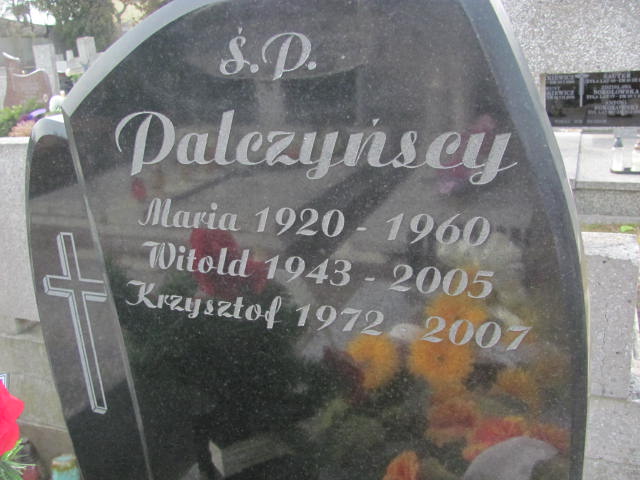 Ś.P.
Palczyńscy
Maria 1920 - 1960
Witold 1943 - 2005
Krzysztof 1972 - 2007